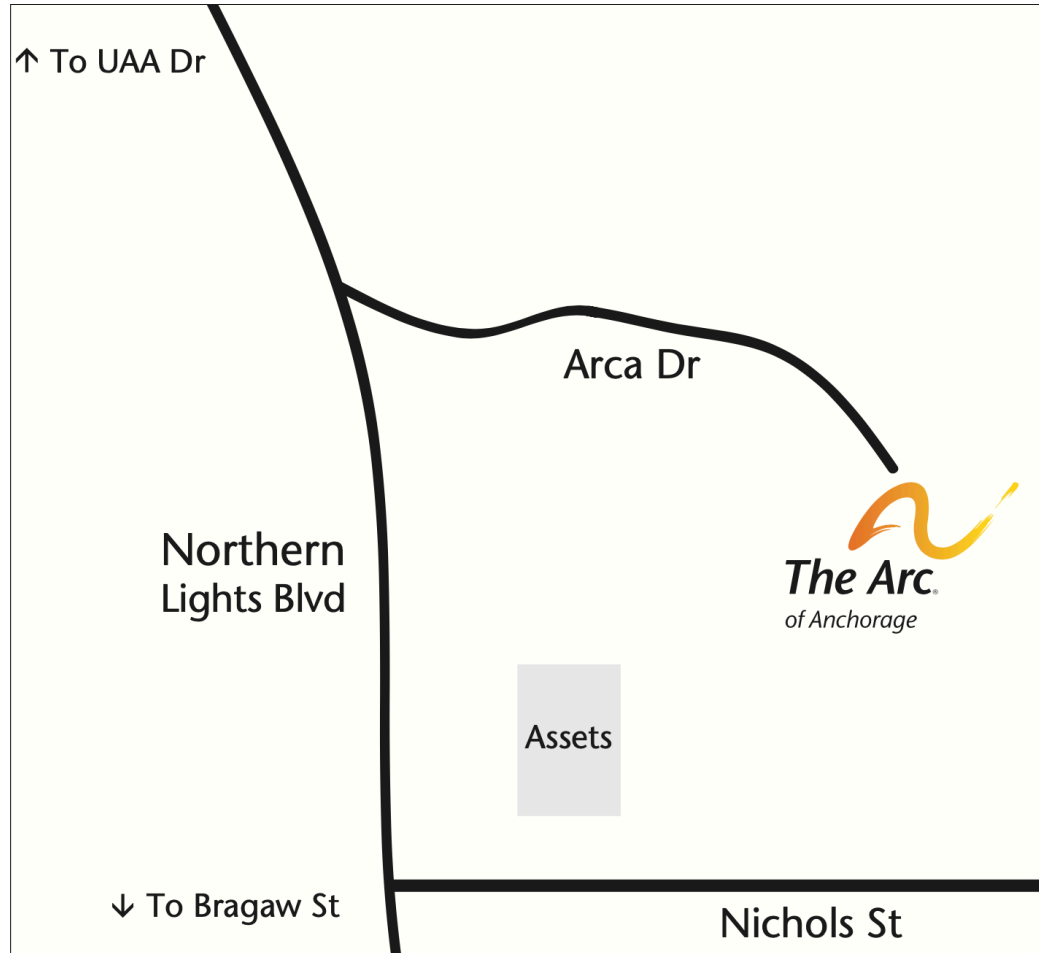 ↑ To UAA Dr
Arca Dr
Northern
Lights Blvd
The Arc®
of Anchorage
Assets
↓ To Bragaw St
Nichols St